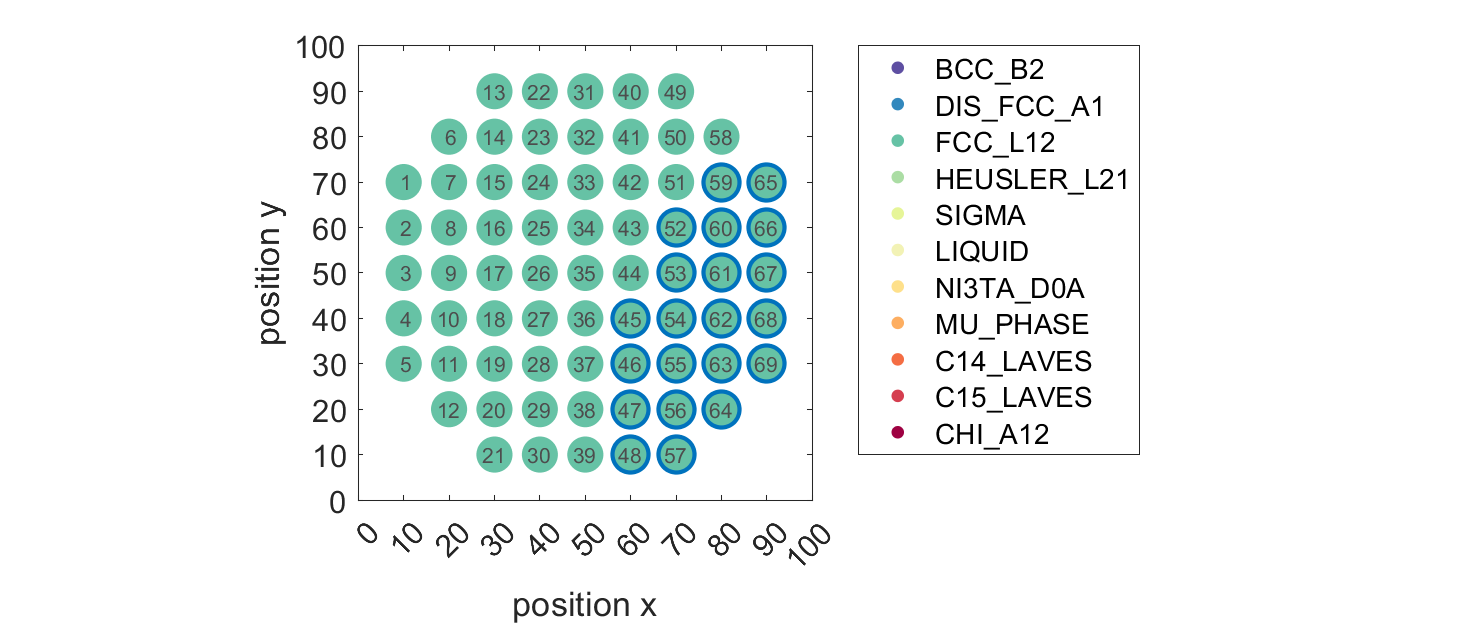 100
90
80
70
60
50
40
30
20
10
0
position y
13 22 31 40 49
6 14 23 32 41 50 58
1 7 15 24 33 42 51 59 65
2 8 16 25 34 43 52 60 66
3 9 17 26 35 44 53 61 67
4 10 18 27 36 45 54 62 68
5 11 19 28 37 46 55 63 69
12 20 29 38 47 56 64
21 30 39 48 57
0 10 20 30 40 50 60 70 80 90 100
position x
BCC_B2
DIS_FCC_A1
FCC_L12
HEUSLER_L21
SIGMA
LIQUID
NI3TA_D0A
MU_PHASE
C14_LAVES
C15_LAVES
CHI_A12